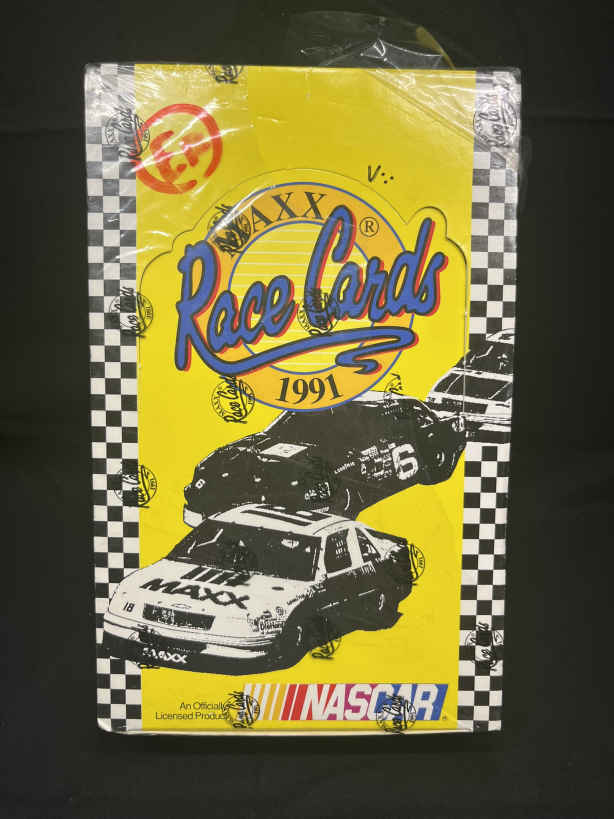 E.R
V::
MAXX®
Race Cards
1991
6
6
18
MAXX
MAXX
An Officially
Licensed Product
NASCAR